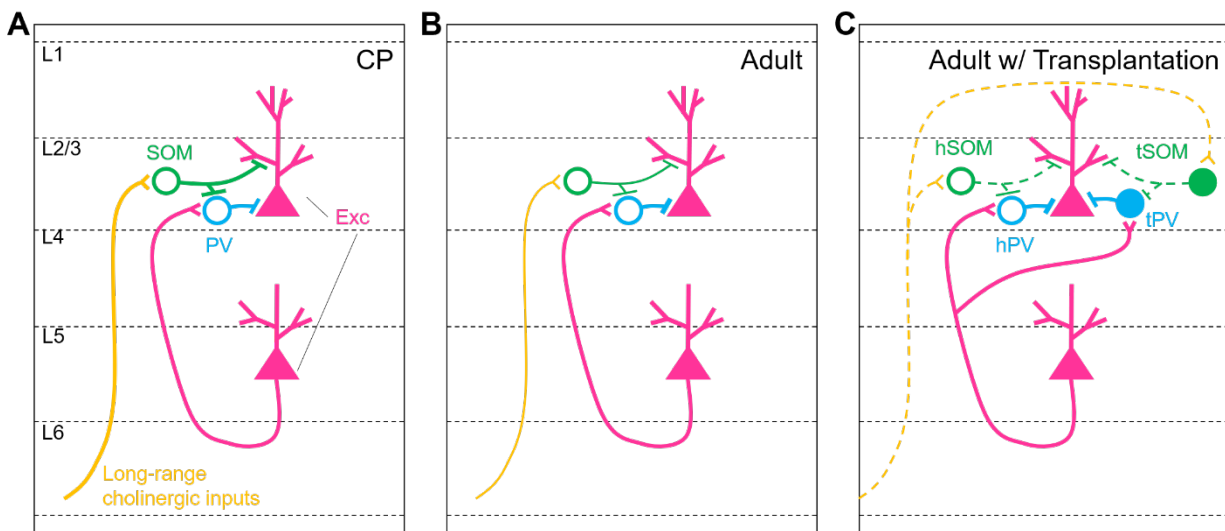 A
CP
L1
L2/3
SOM
Exc
PV
L4
L5
L6
Long-range
cholinergic inputs
B
Adult
C
Adult w/ Transplantation
hSOM
tSOM
hPV
tPV